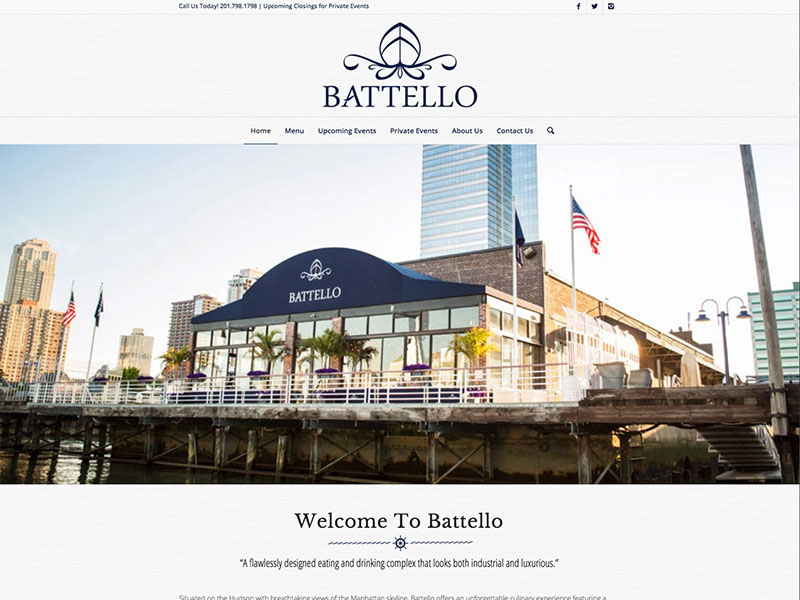 Call Us Today! 201.798.1798 | Upcoming Closings for Private Events
BATTELLO
Home Menu Upcoming Events Private Events About Us Contact Us
BATTELLO
Welcome To Battello
“A flawlessly designed eating and drinking complex that looks both industrial and luxurious.”
Situated on the Hudson with breathtaking views of the Manhattan skyline, Battello offers an unforgettable culinary experience featuring a